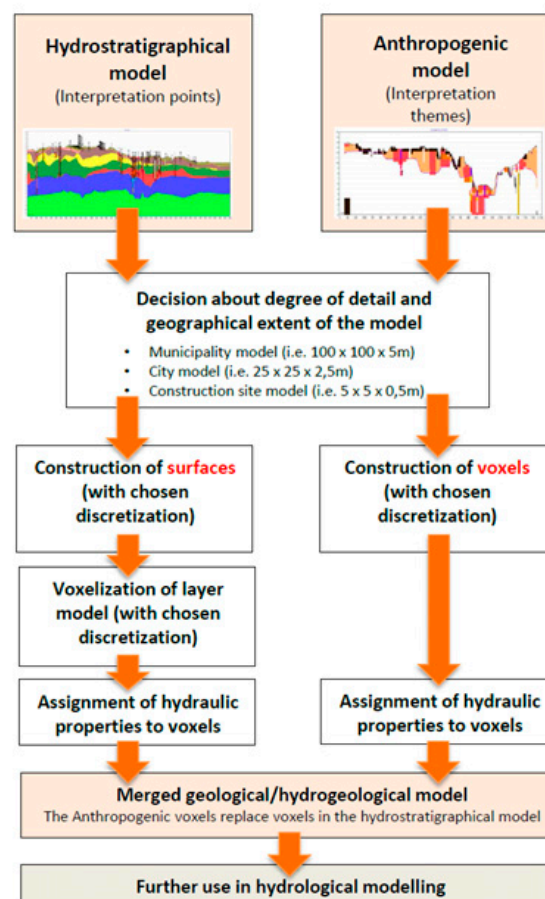 Hydrostratigraphical
model
(Interpretation points)
Anthropogenic
model
(Interpretation
themes)
Decision about degree of detail and
geographical extent of the model
• Municipality model (i.e. 100 x 100 x 5m)
• City model (i.e. 25 x 25 x 2,5m)
• Construction site model (i.e. 5 x 5 x 0,5m)
Construction of surfaces
(with chosen
discretization)
Construction of voxels
(with chosen
discretization)
Voxelization of layer
model (with chosen
discretization)
Assignment of hydraulic
properties to voxels
Assignment of hydraulic
properties to voxels
Merged geological/hydrogeological model
The Anthropogenic voxels replace voxels in the hydrostratigraphical model
Further use in hydrological modelling